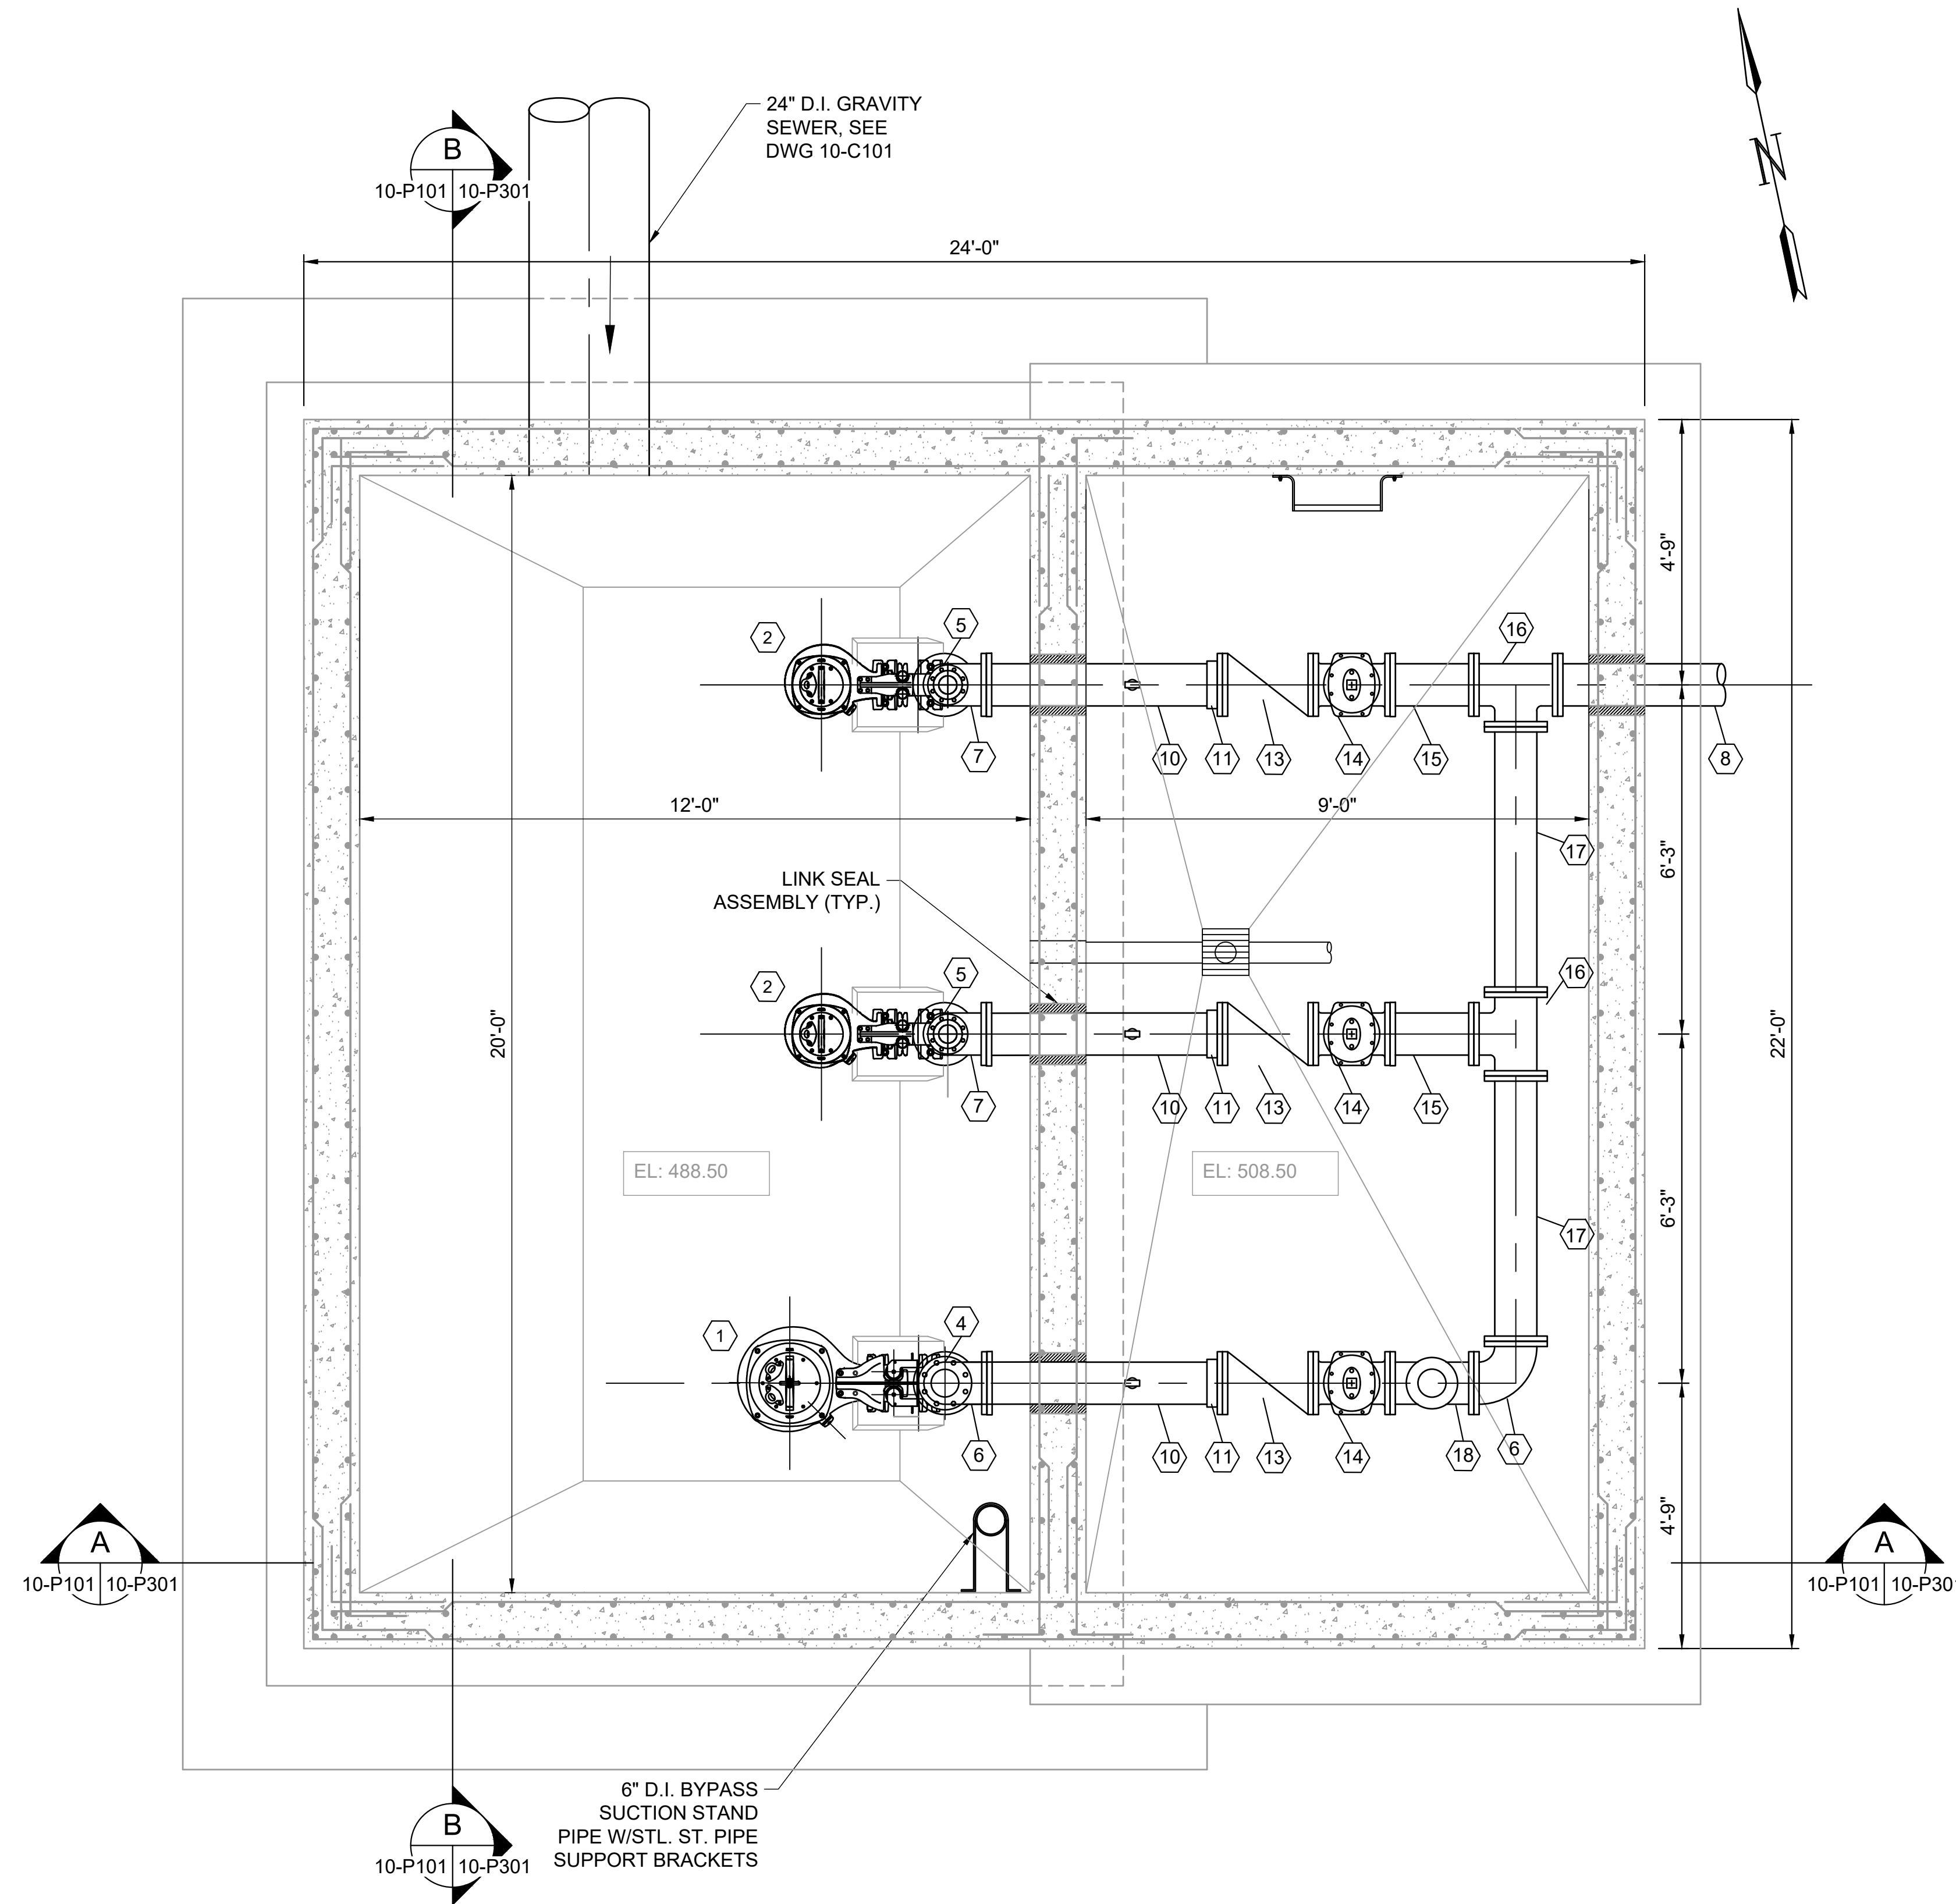 N
24" D.I. GRAVITY
SEWER, SEE
DWG 10-C101
B
10-P101 10-P301
24'-0"
4'-9"
2
5
16
7
10
11
13
14
15
8
12'-0"
9'-0"
17
6'-3"
LINK SEAL
ASSEMBLY (TYP.)
2
5
16
20'-0"
22'-0"
7
10
11
13
14
15
EL: 488.50
EL: 508.50
6'-3"
17
1
4
6
10
11
13
14
18
6
4'-9"
A
10-P101 10-P301
A
10-P101 10-P30
6" D.I. BYPASS
SUCTION STAND
PIPE W/STL. ST. PIPE
SUPPORT BRACKETS
B
10-P101 10-P301